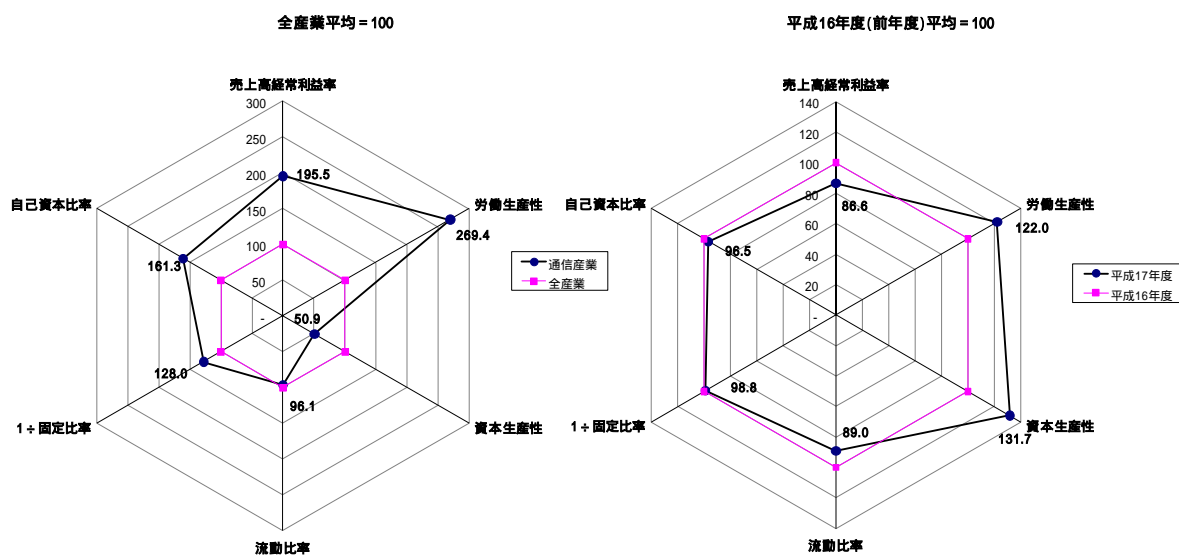 全産業平均＝100
売上高経常利益率
300
250
200
150
100
50
-
195.5
労働生産性
269.4
50.9
資本生産性
96.1
流動比率
128.0
1÷固定比率
161.3
自己資本比率
通信産業
全産業
平成16年度(前年度)平均＝100
売上高経常利益率
140
120
100
80
60
40
20
-
86.6
労働生産性
122.0
資本生産性
131.7
89.0
流動比率
98.8
1÷固定比率
96.5
自己資本比率
平成17年度
平成16年度